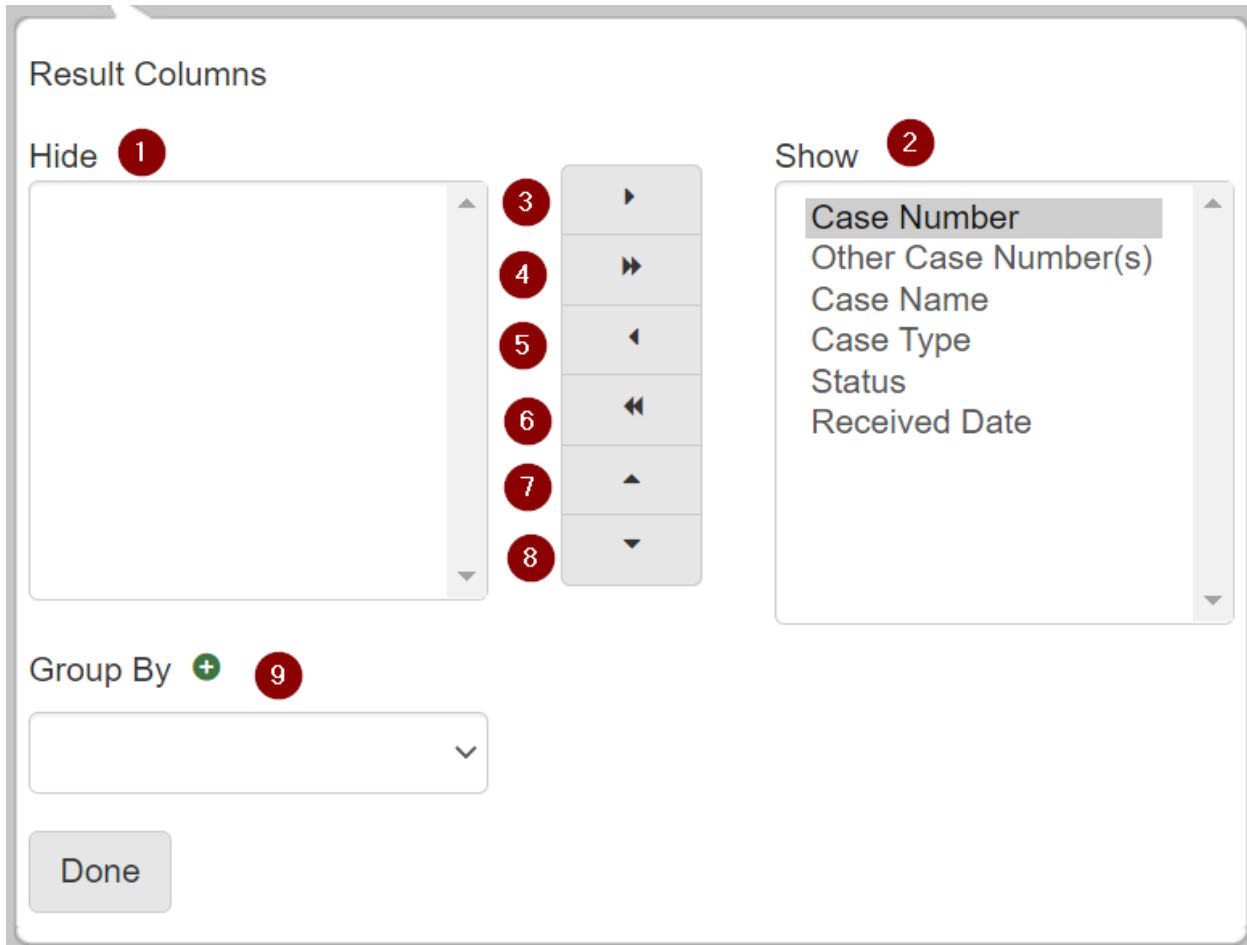 Result Columns
Hide 1
Show 2
3
4
5
6
7
8
Case Number
Other Case Number(s)
Case Name
Case Type
Status
Received Date
Group By 9
Done